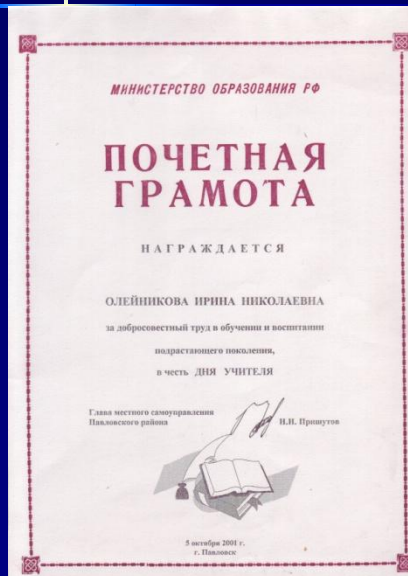 МИНИСТЕРСТВО ОБРАЗОВАНИЯ РФ
ПОЧЕТНАЯ
ГРАМОТА
НАГРАЖДАЕТСЯ
ОЛЕЙНИКОВА ИРИНА НИКОЛАЕВНА
за добросовестный труд в обучении и воспитании
подрастающего поколения,
в честь ДНЯ УЧИТЕЛЯ
Глава местного самоуправления
Павловского района
Н.И. Прошутов
5 октября 2001 г.
г. Павловск